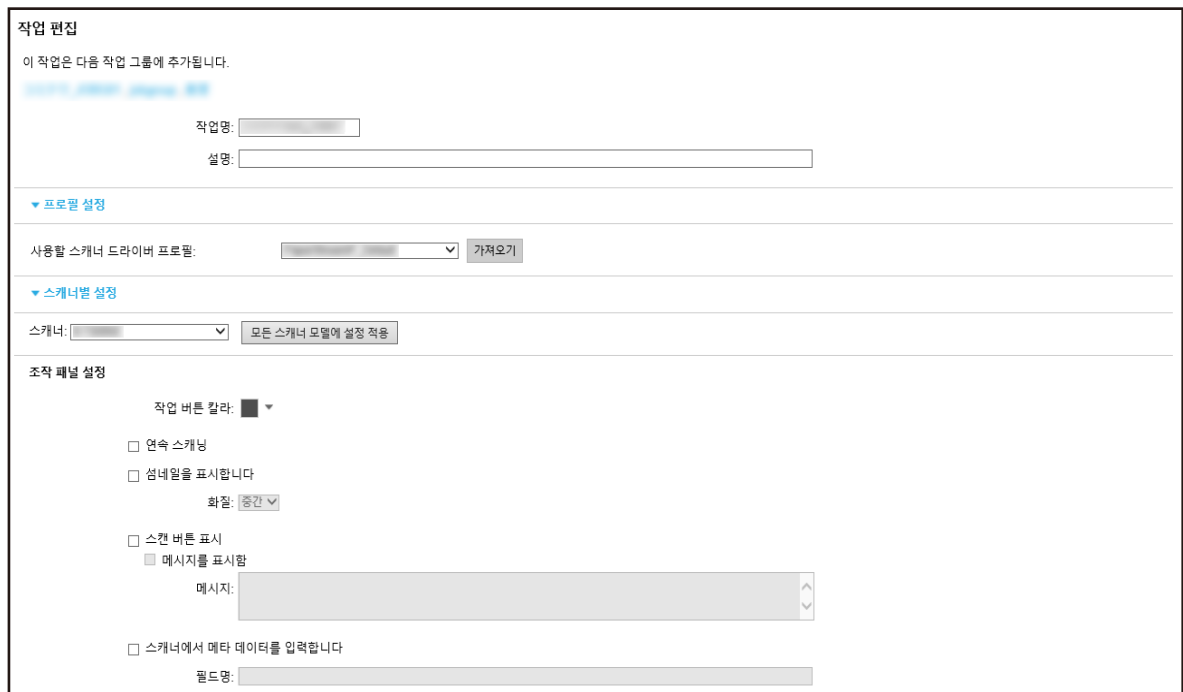 작업 편집
이 작업은 다음 작업 그룹에 추가됩니다.
작업명:
설명:
프로필 설정
사용할 스캐너 드라이버 프로필: 가져오기
스캐너별 설정
스캐너: 모든 스캐너 모델에 설정 적용
조작 패널 설정
작업 버튼 칼라:
연속 스캐닝
섬네일을 표시합니다
화질: 중간
스캔 버튼 표시
메시지를 표시함
메시지:
스캐너에서 메타 데이터를 입력합니다
필드명: